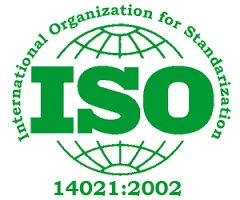 International Organization for Standarization
ISO
14021:2002